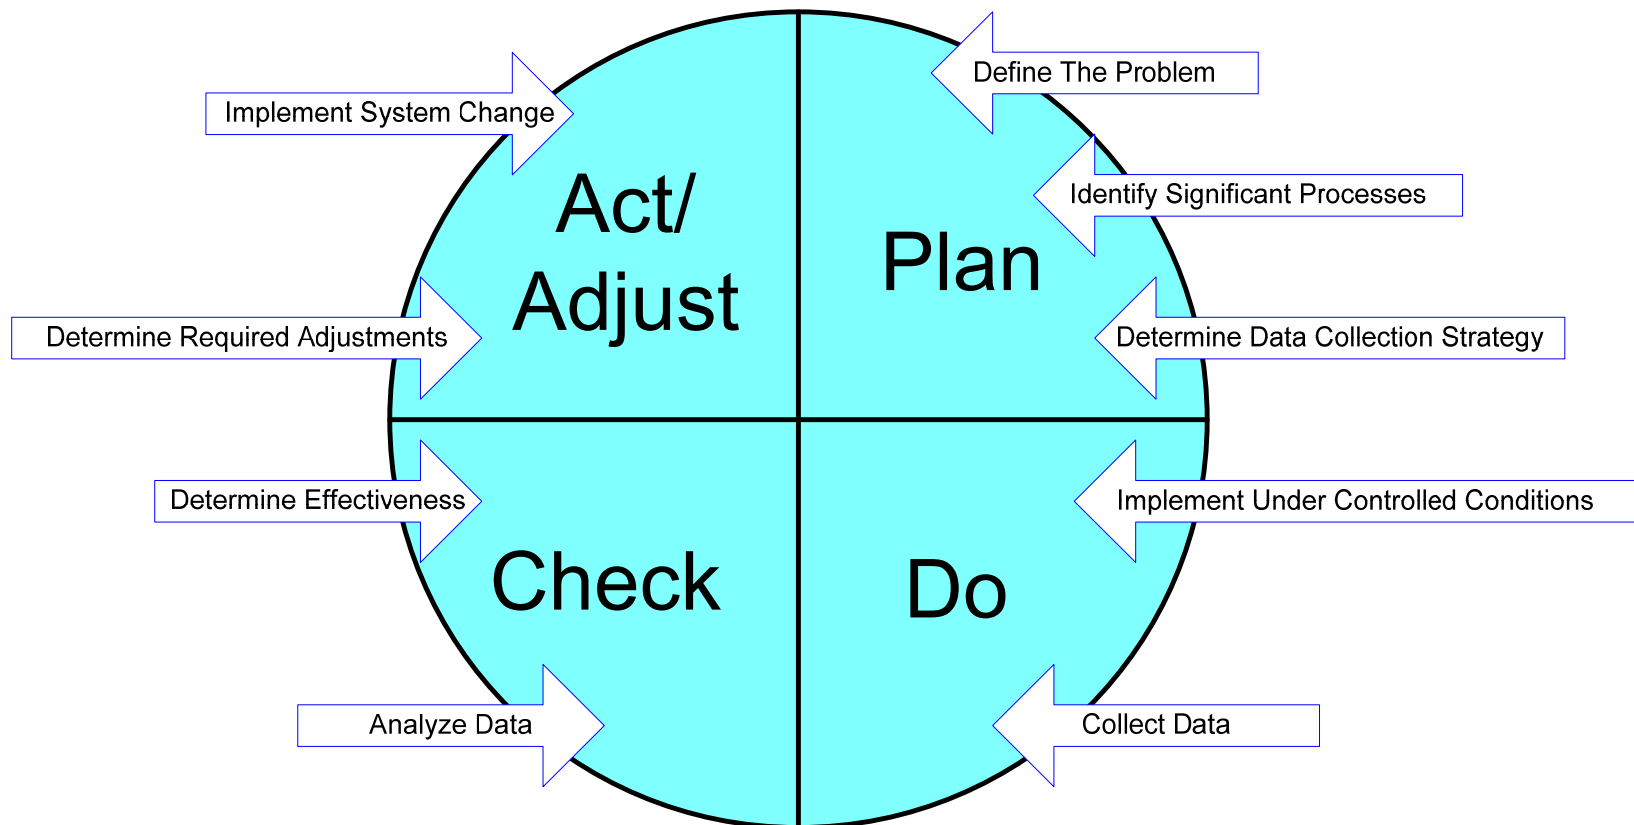 Define The Problem
Implement System Change
Identify Significant Processes
Act/
Adjust
Plan
Determine Required Adjustments
Determine Data Collection Strategy
Determine Effectiveness
Implement Under Controlled Conditions
Check
Do
Analyze Data
Collect Data